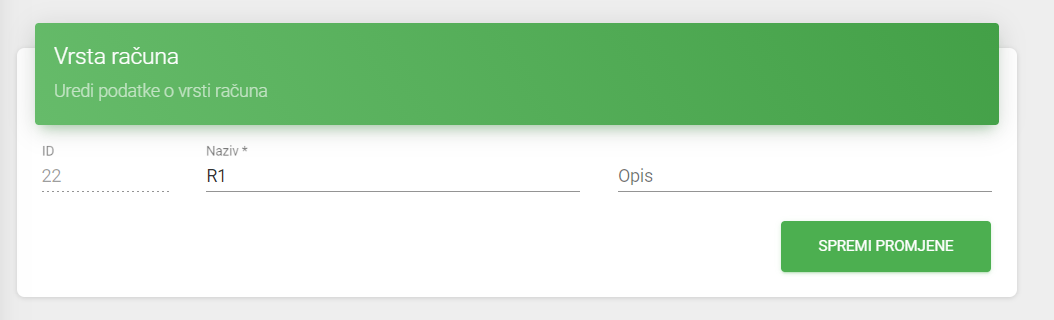 Vrsta računa
Uredi podatke o vrsti računa
ID
Naziv *
22
R1
Opis
SPREMI PROMJENE